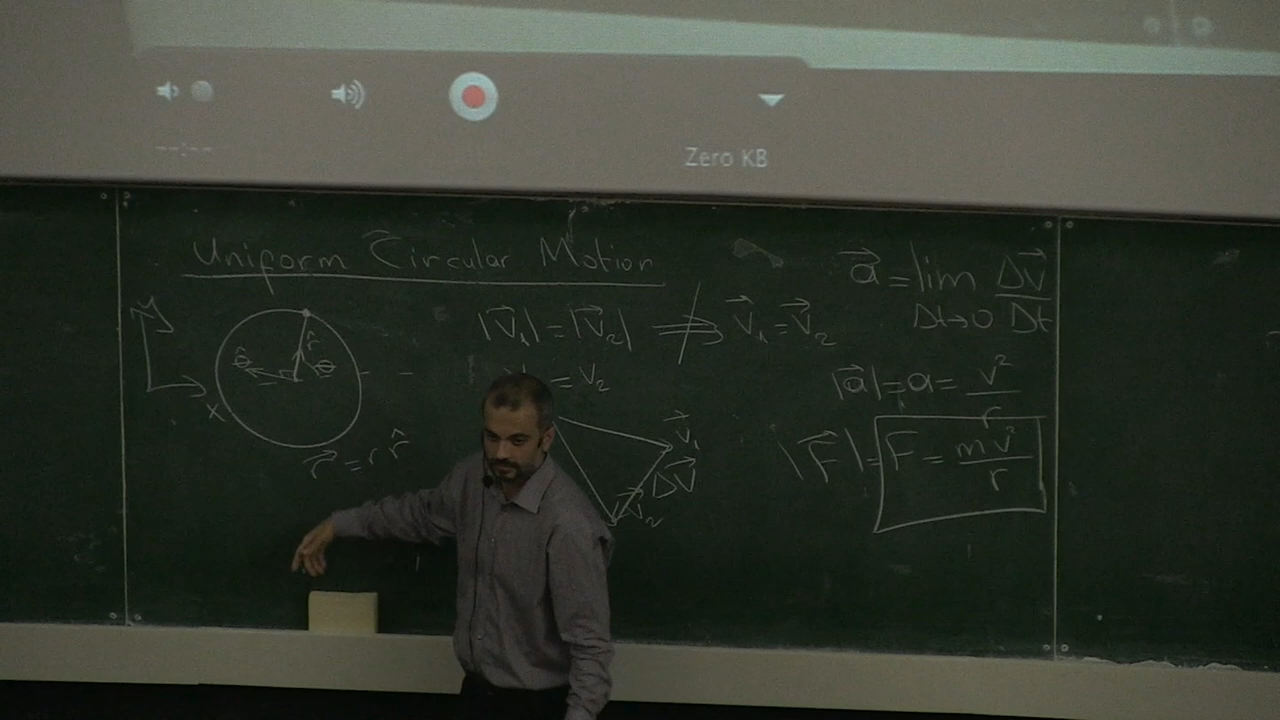 --:--
Zero KB
Uniform Circular Motion
y
x
r̂
θ̂
θ
r⃗ = r r̂
|V⃗₁| = |V⃗₂| ⇏ V⃗₁ = V⃗₂
= V₂
V⃗₁
ΔV⃗
V⃗₂
a⃗ = lim Δt→0 Δv⃗/Δt
|a⃗| = a = v²/r
|F⃗| = F = mv²/r